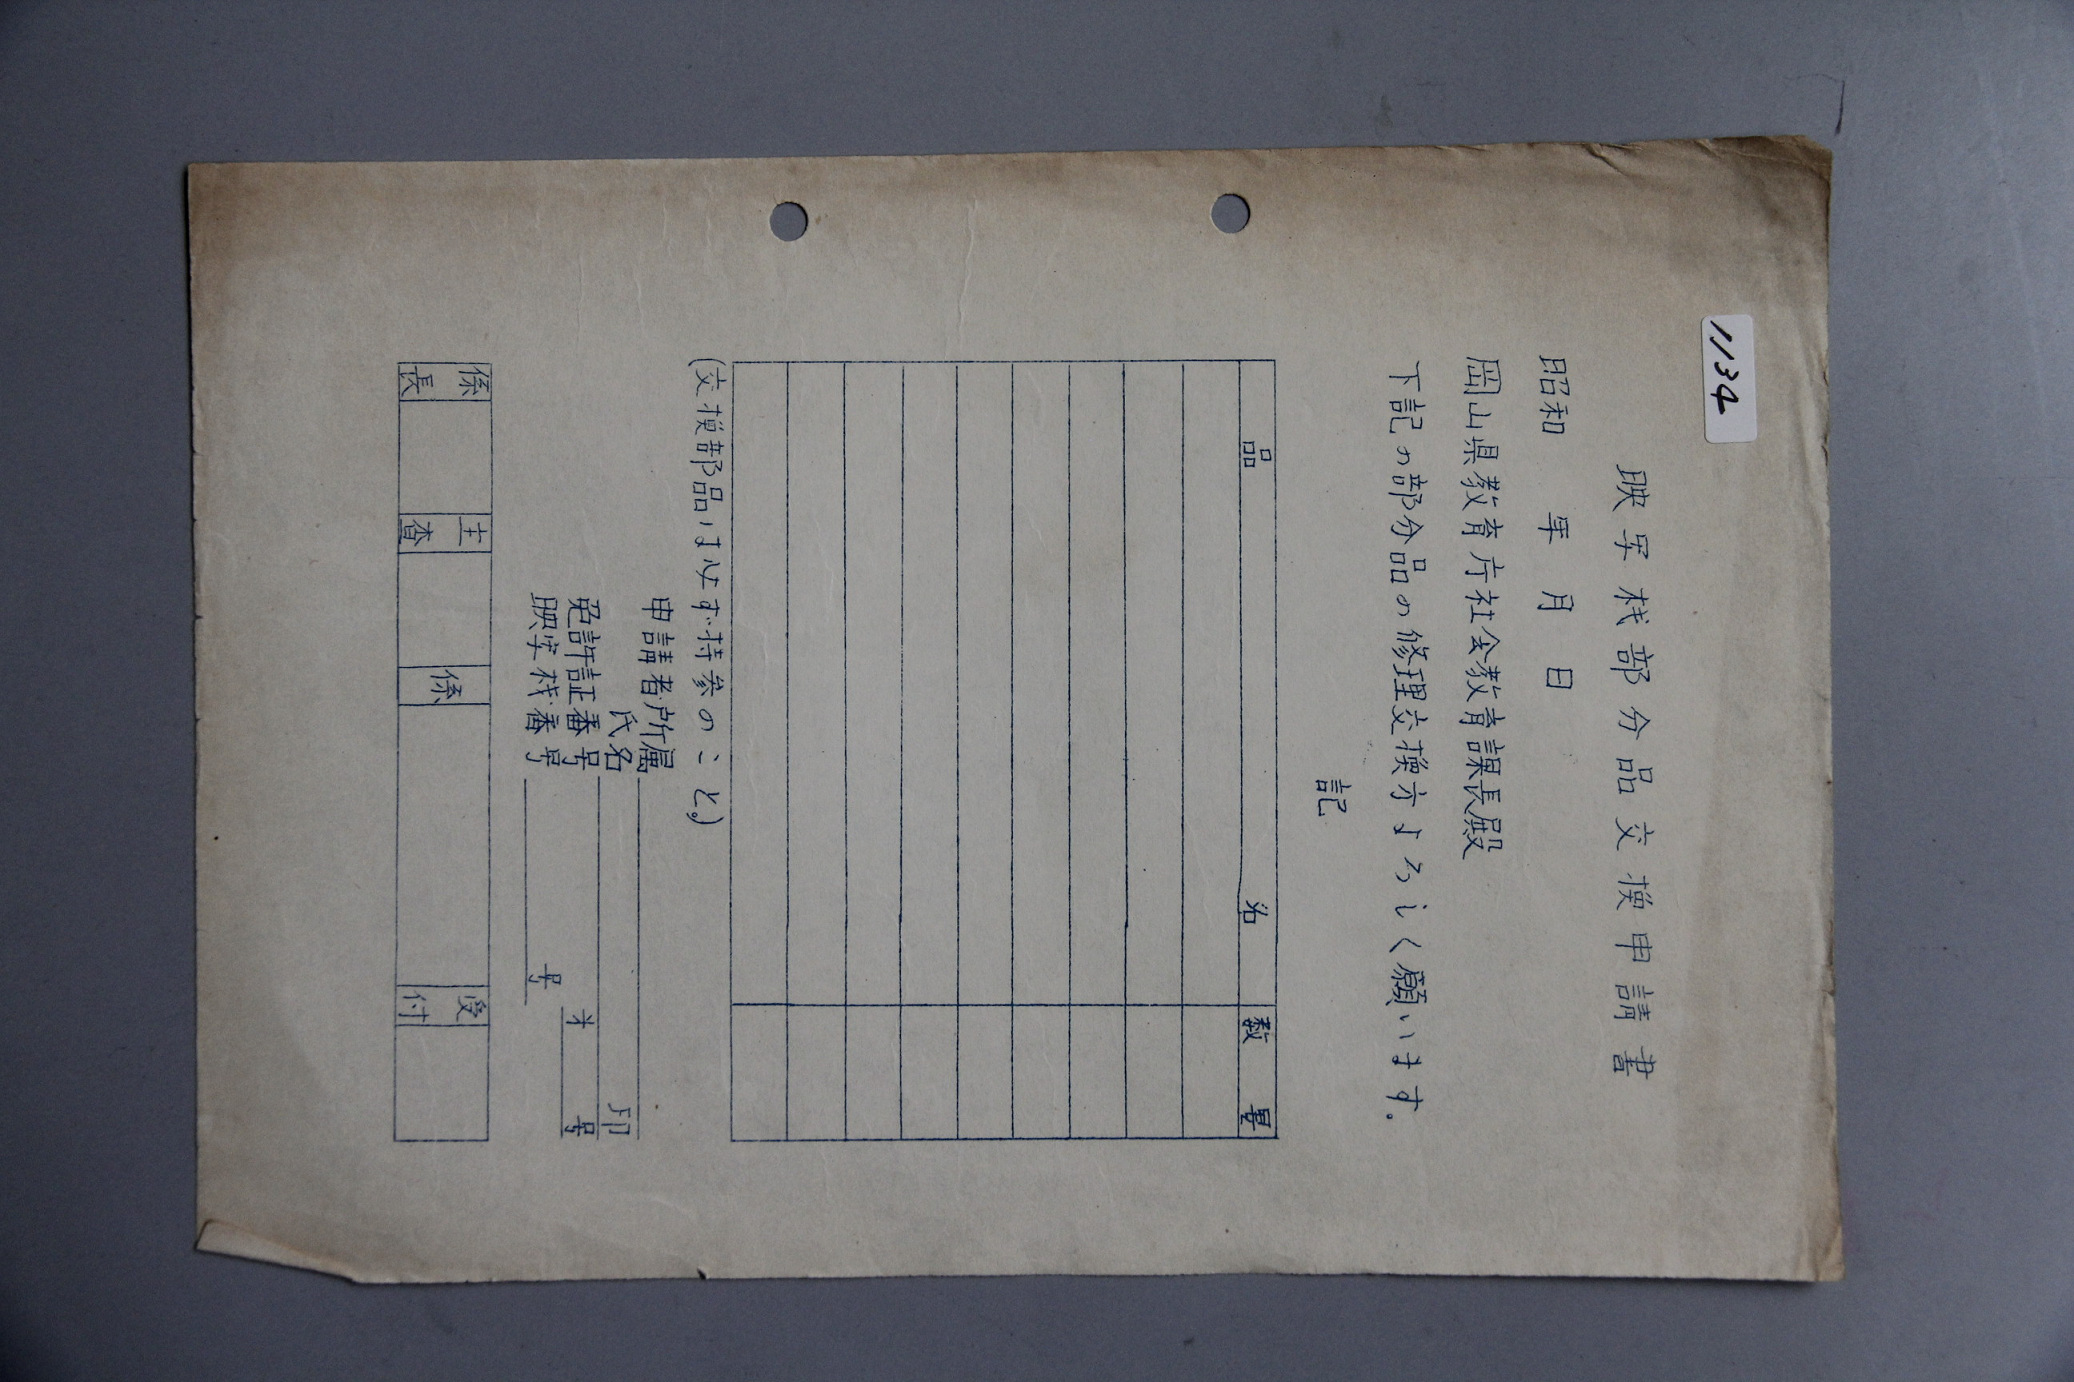 1134
映写机部分品交換申請書
昭和 年 月 日
岡山県教育庁社会教育課長殿
下記の部分品の修理交換方よろしく願います。
記
品 名 数 量
(交換部品は必ず持参のこと。)
申請者所属
氏名 印
免許証番号 才 号
映写机番号 号
係長 主査 係 受付